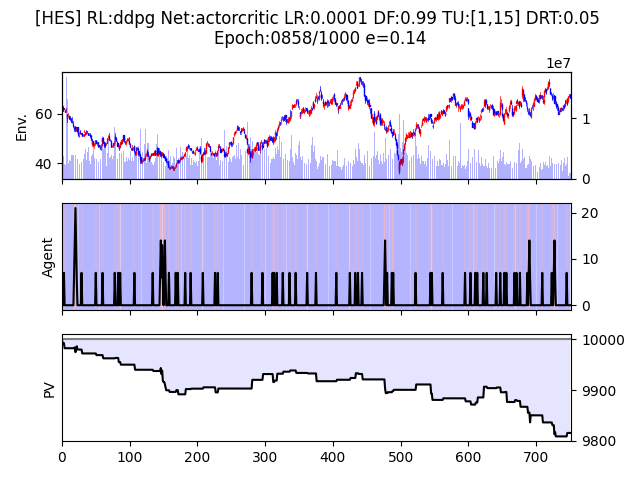 [HES] RL:ddpg Net:actorcritic LR:0.0001 DF:0.99 TU:[1,15] DRT:0.05
Epoch:0858/1000 e=0.14
1e7
Env.
60
40
1
0
Agent
20
10
0
PV
10000
9900
9800
0 100 200 300 400 500 600 700